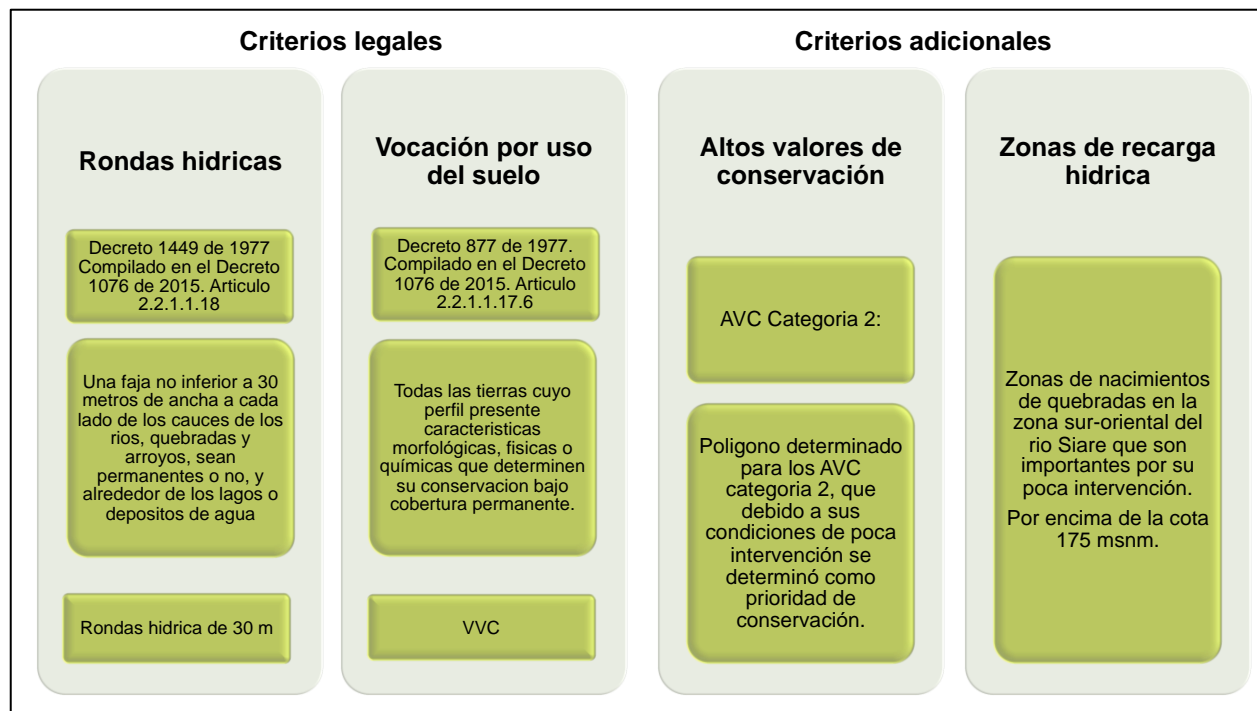 Criterios legales
Criterios adicionales
Rondas hidricas
Decreto 1449 de 1977
Compilado en el Decreto
1076 de 2015. Articulo
2.2.1.1.18
Una faja no inferior a 30
metros de ancha a cada
lado de los cauces de los
rios, quebradas y
arroyos, sean
permanentes o no, y
alrededor de los lagos o
depositos de agua
Rondas hidrica de 30 m
Vocación por uso
del suelo
Decreto 877 de 1977.
Compilado en el Decreto
1076 de 2015. Articulo
2.2.1.1.17.6
Todas las tierras cuyo
perfil presente
caracteristicas
morfológicas, fisicas o
químicas que determinen
su conservacion bajo
cobertura permanente.
VVC
Altos valores de
conservación
AVC Categoria 2:
Poligono determinado
para los AVC
categoria 2, que
debido a sus
condiciones de poca
intervención se
determinó como
prioridad de
conservación.
Zonas de recarga
hidrica
Zonas de nacimientos
de quebradas en la
zona sur-oriental del
rio Siare que son
importantes por su
poca intervención.
Por encima de la cota
175 msnm.